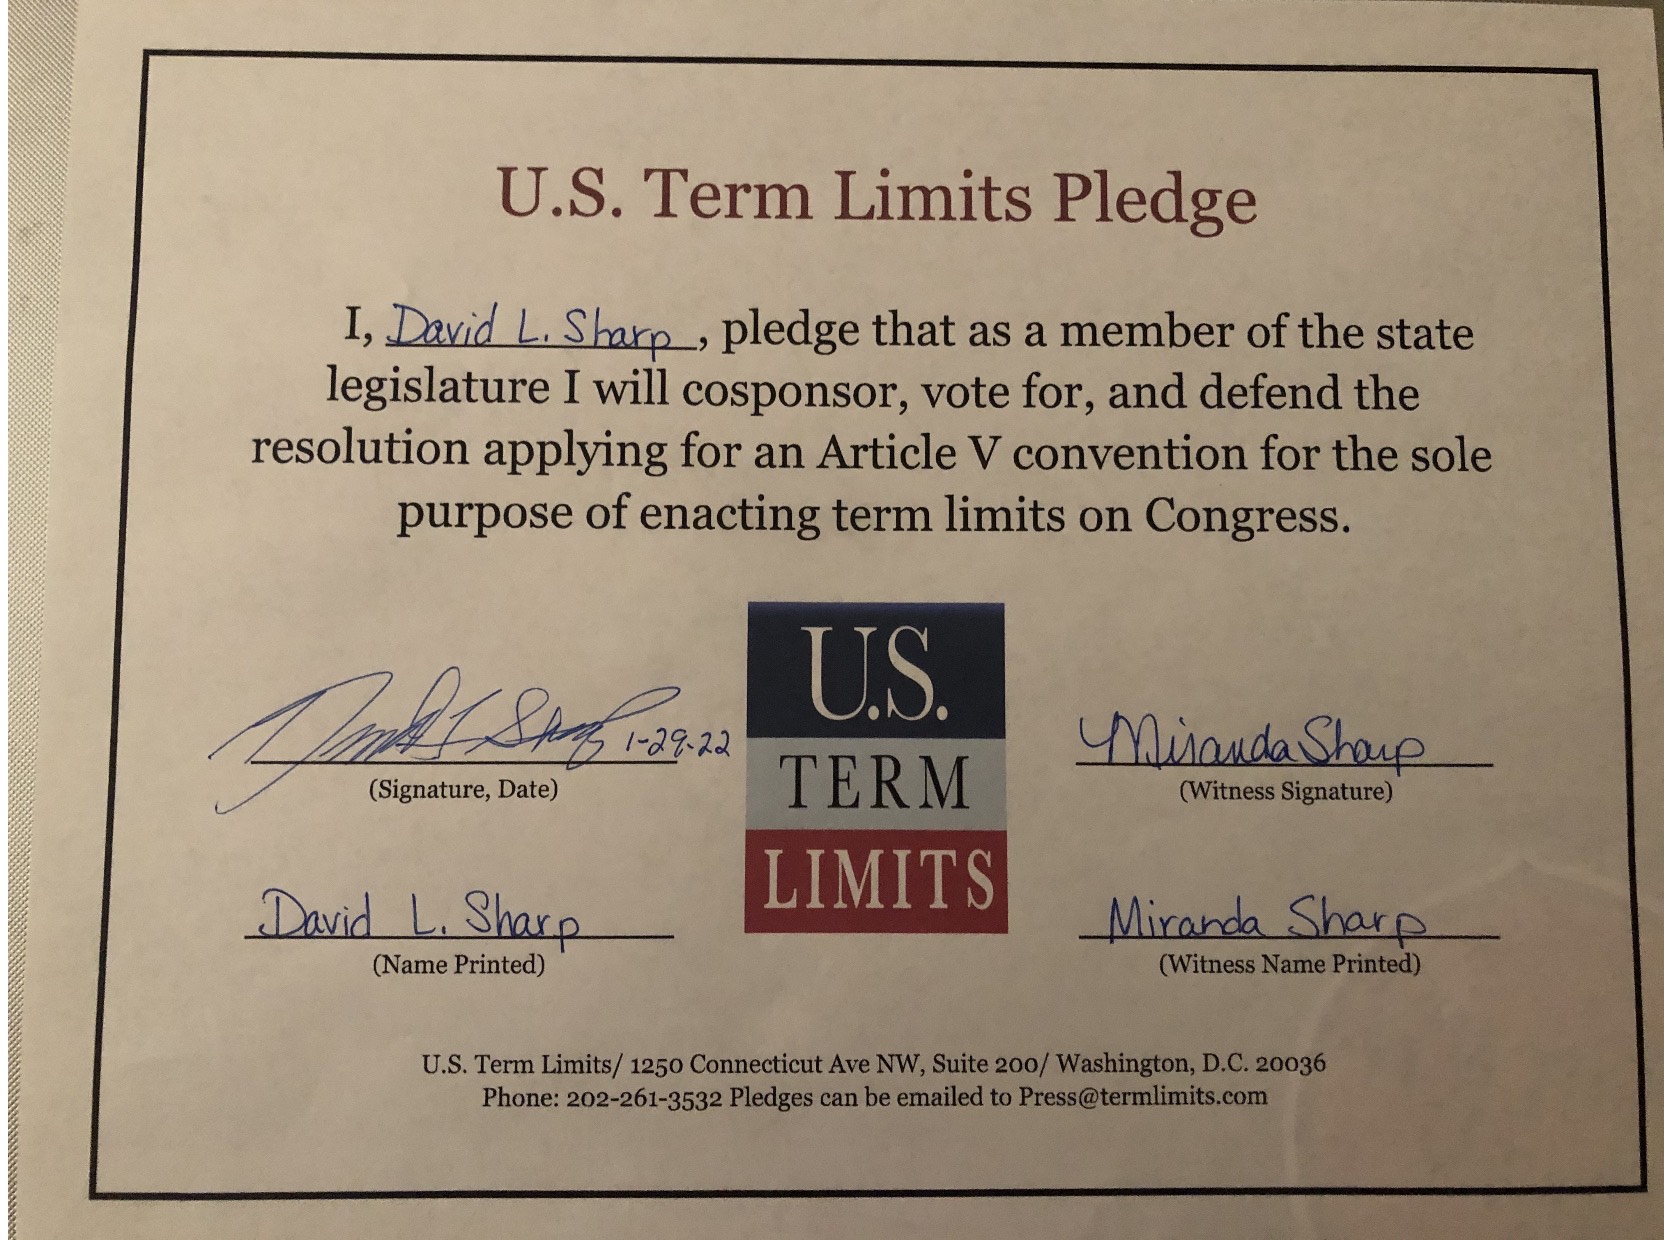 U.S. Term Limits Pledge
I, David L. Sharp, pledge that as a member of the state
legislature I will cosponsor, vote for, and defend the
resolution applying for an Article V convention for the sole
purpose of enacting term limits on Congress.
David L Sharp 1-29-22
(Signature, Date)
David L. Sharp
(Name Printed)
U.S.
TERM
LIMITS
Miranda Sharp
(Witness Signature)
Miranda Sharp
(Witness Name Printed)
U.S. Term Limits/ 1250 Connecticut Ave NW, Suite 200/ Washington, D.C. 20036
Phone: 202-261-3532 Pledges can be emailed to Press@termlimits.com